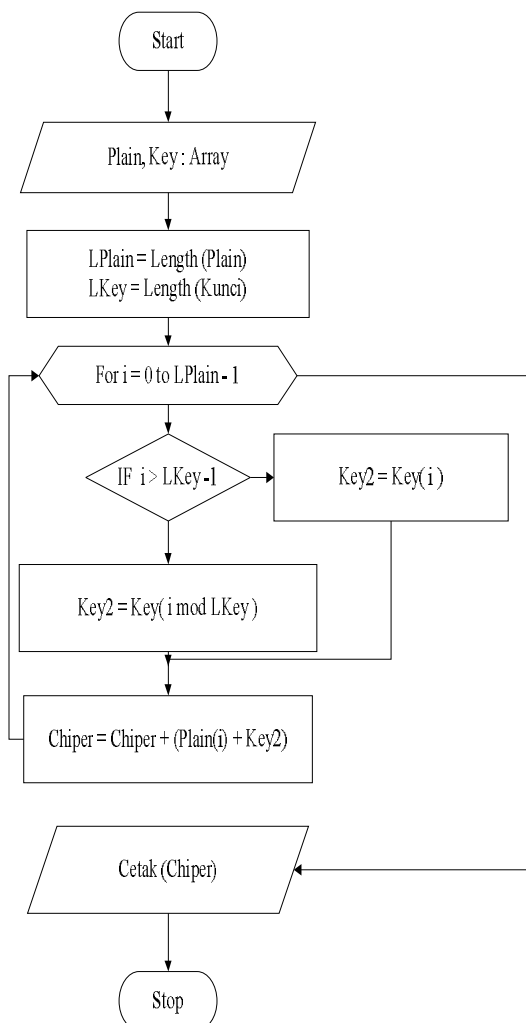 Start
Plain, Key : Array
LPlain = Length (Plain)
LKey = Length (Kunci)
For i = 0 to LPlain - 1
IF i > LKey -1
Key2 = Key( i )
Key2 = Key( i mod LKey )
Chiper = Chiper + (Plain(i) + Key2)
Cetak (Chiper)
Stop